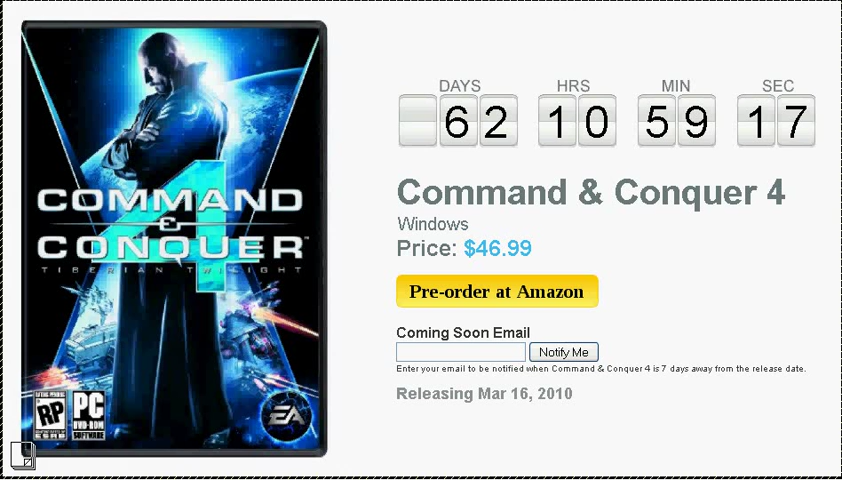 COMMAND
&
CONQUER™
4
TIBERIAN TWILIGHT
RP
PC
DVD-ROM
SOFTWARE
EA
DAYS HRS MIN SEC
62 10 59 17
Command & Conquer 4
Windows
Price: $46.99
Pre-order at Amazon
Coming Soon Email
Notify Me
Enter your email to be notified when Command & Conquer 4 is 7 days away from the release date.
Releasing Mar 16, 2010